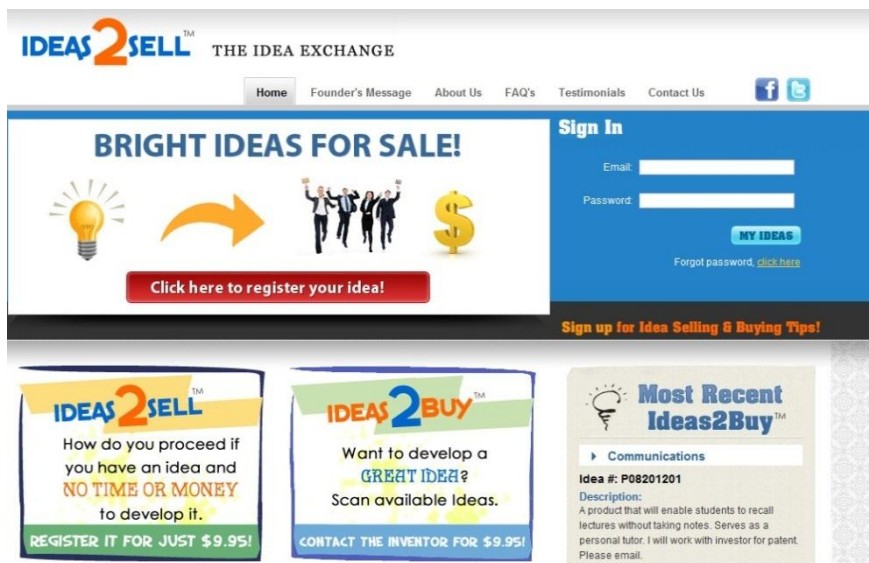 IDEAS2SELL™ THE IDEA EXCHANGE
Home Founder's Message About Us FAQ's Testimonials Contact Us
BRIGHT IDEAS FOR SALE!
Click here to register your idea!
Sign In
Email:
Password:
MY IDEAS
Forgot password, click here
Sign up for Idea Selling & Buying Tips!
IDEAS2SELL™
How do you proceed if
you have an idea and
NO TIME OR MONEY
to develop it.
REGISTER IT FOR JUST $9.95!
IDEAS2BUY™
Want to develop a
GREAT IDEA?
Scan available Ideas.
CONTACT THE INVENTOR FOR $9.95!
Most Recent
Ideas2Buy™
Communications
Idea #: P08201201
Description:
A product that will enable students to recall
lectures without taking notes. Serves as a
personal tutor. I will work with investor for patent.
Please email.